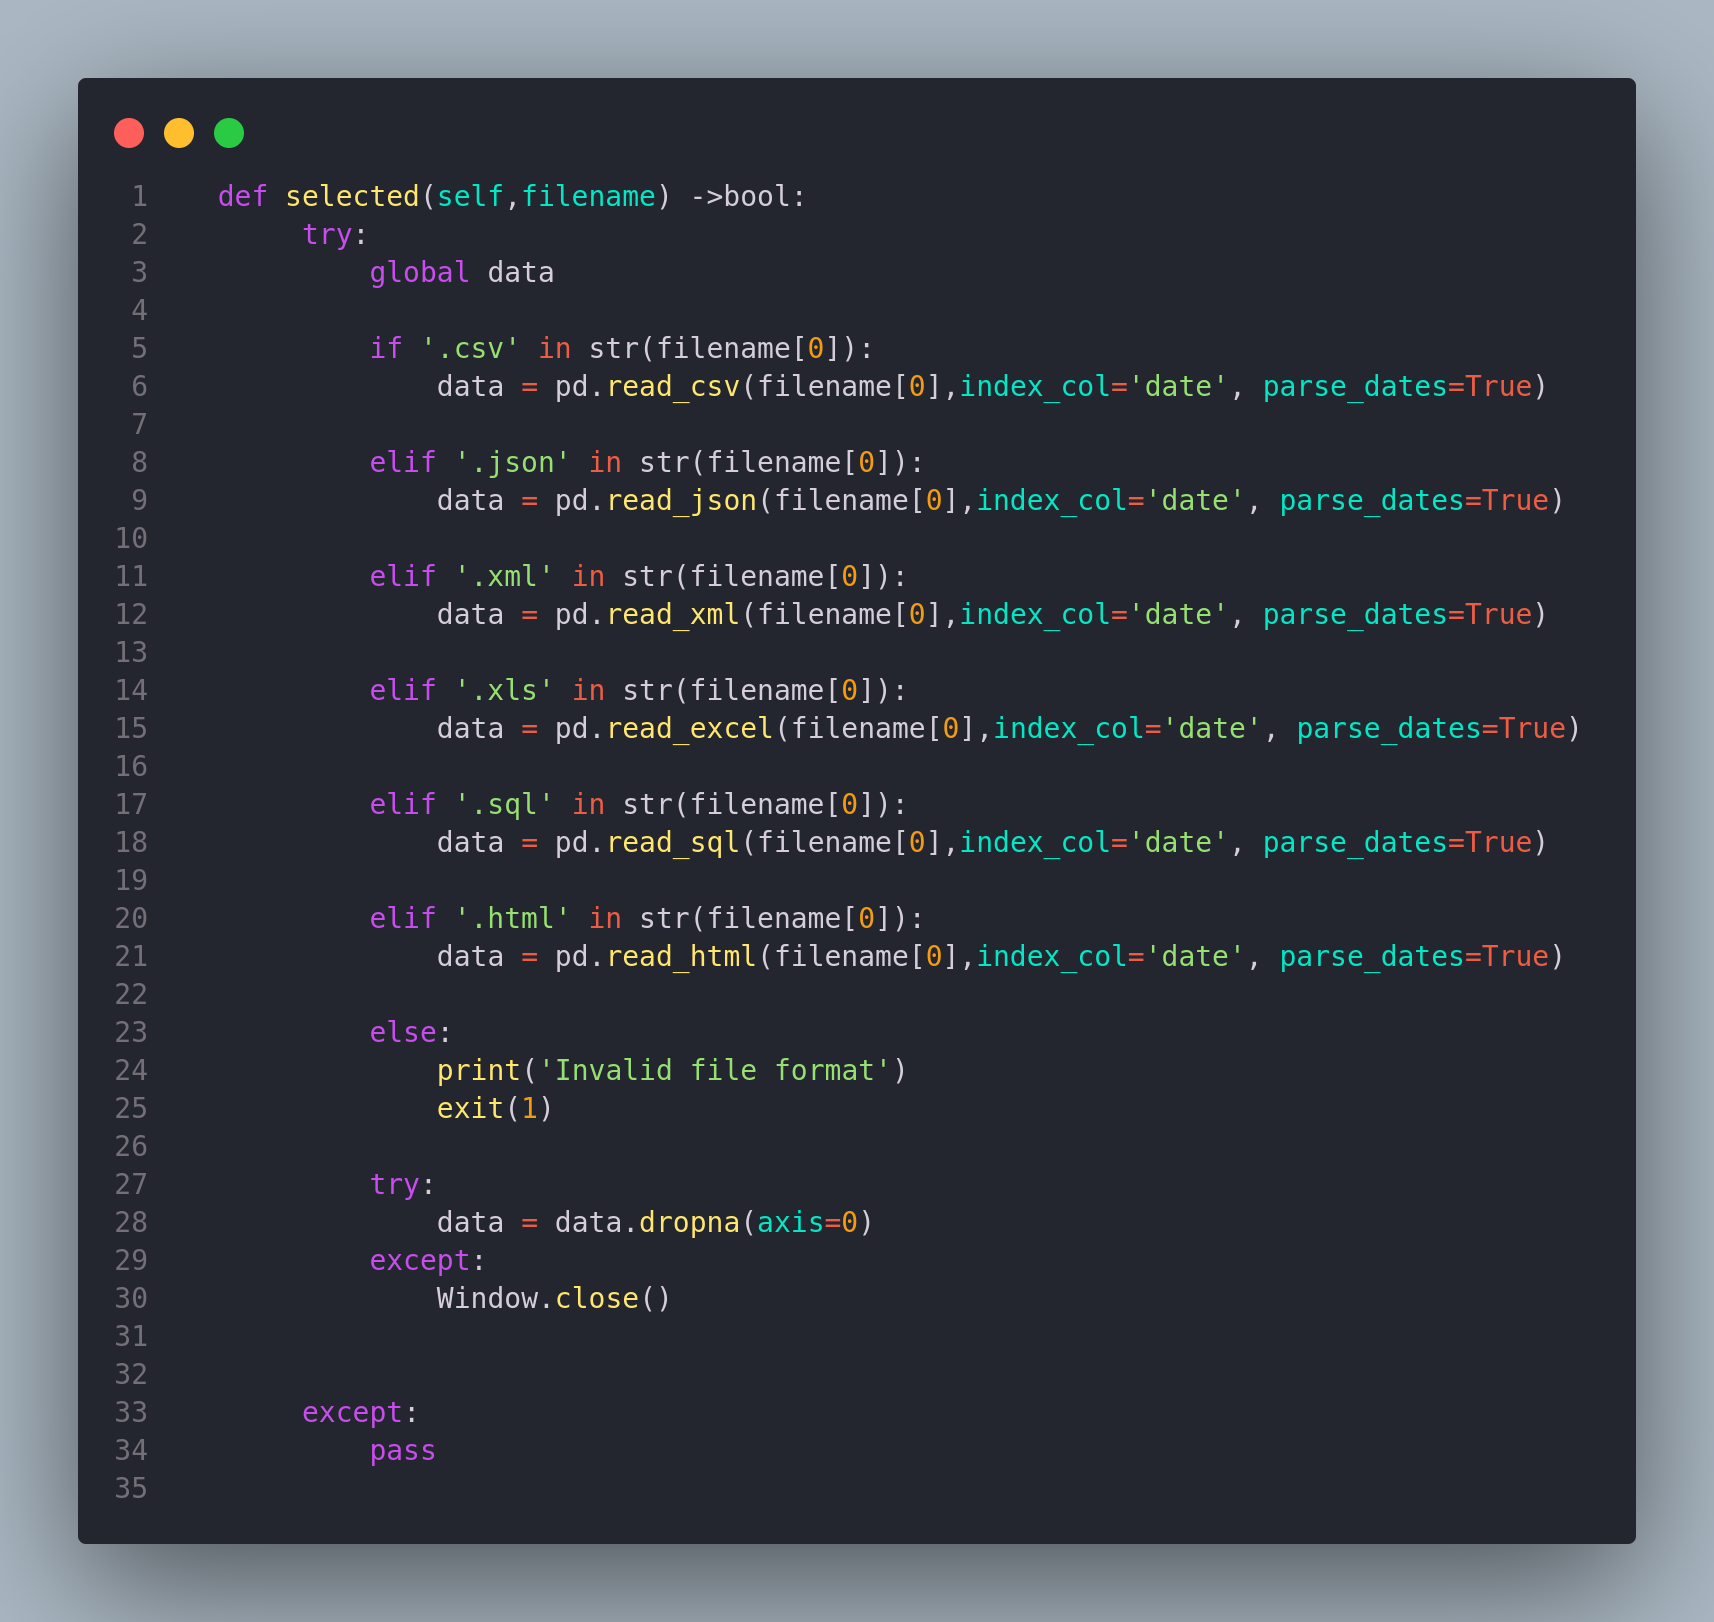 1 def selected(self,filename) ->bool:
2 try:
3 global data
4
5 if '.csv' in str(filename[0]):
6 data = pd.read_csv(filename[0],index_col='date', parse_dates=True)
7
8 elif '.json' in str(filename[0]):
9 data = pd.read_json(filename[0],index_col='date', parse_dates=True)
10
11 elif '.xml' in str(filename[0]):
12 data = pd.read_xml(filename[0],index_col='date', parse_dates=True)
13
14 elif '.xls' in str(filename[0]):
15 data = pd.read_excel(filename[0],index_col='date', parse_dates=True)
16
17 elif '.sql' in str(filename[0]):
18 data = pd.read_sql(filename[0],index_col='date', parse_dates=True)
19
20 elif '.html' in str(filename[0]):
21 data = pd.read_html(filename[0],index_col='date', parse_dates=True)
22
23 else:
24 print('Invalid file format')
25 exit(1)
26
27 try:
28 data = data.dropna(axis=0)
29 except:
30 Window.close()
31
32
33 except:
34 pass
35